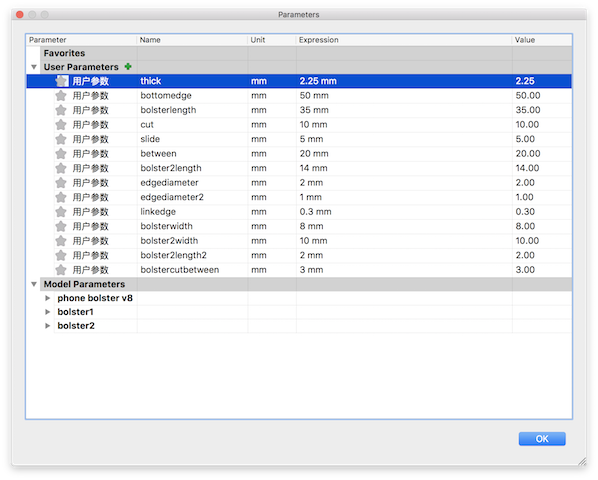 Parameters
Parameter Name Unit Expression Value
Favorites
User Parameters
用户参数 thick mm 2.25 mm 2.25
用户参数 bottomedge mm 50 mm 50.00
用户参数 bolsterlength mm 35 mm 35.00
用户参数 cut mm 10 mm 10.00
用户参数 slide mm 5 mm 5.00
用户参数 between mm 20 mm 20.00
用户参数 bolster2length mm 14 mm 14.00
用户参数 edgediameter mm 2 mm 2.00
用户参数 edgediameter2 mm 1 mm 1.00
用户参数 linkedge mm 0.3 mm 0.30
用户参数 bolsterwidth mm 8 mm 8.00
用户参数 bolster2width mm 10 mm 10.00
用户参数 bolster2length2 mm 2 mm 2.00
用户参数 bolstercutbetween mm 3 mm 3.00
Model Parameters
phone bolster v8
bolster1
bolster2
OK